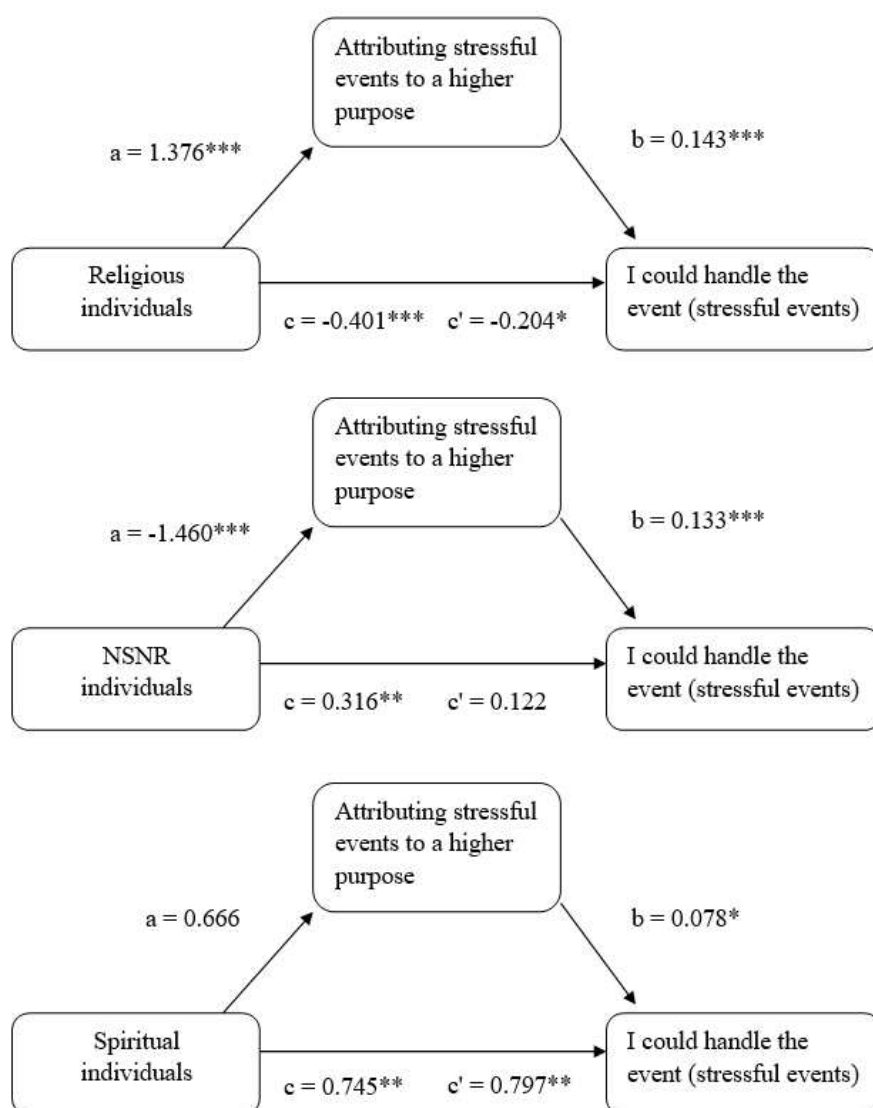 Attributing stressful
events to a higher
purpose
a = 1.376***
b = 0.143***
Religious
individuals
I could handle the
event (stressful events)
c = -0.401*** c' = -0.204*
Attributing stressful
events to a higher
purpose
a = -1.460***
b = 0.133***
NSNR
individuals
I could handle the
event (stressful events)
c = 0.316** c' = 0.122
Attributing stressful
events to a higher
purpose
a = 0.666
b = 0.078*
Spiritual
individuals
I could handle the
event (stressful events)
c = 0.745** c' = 0.797**